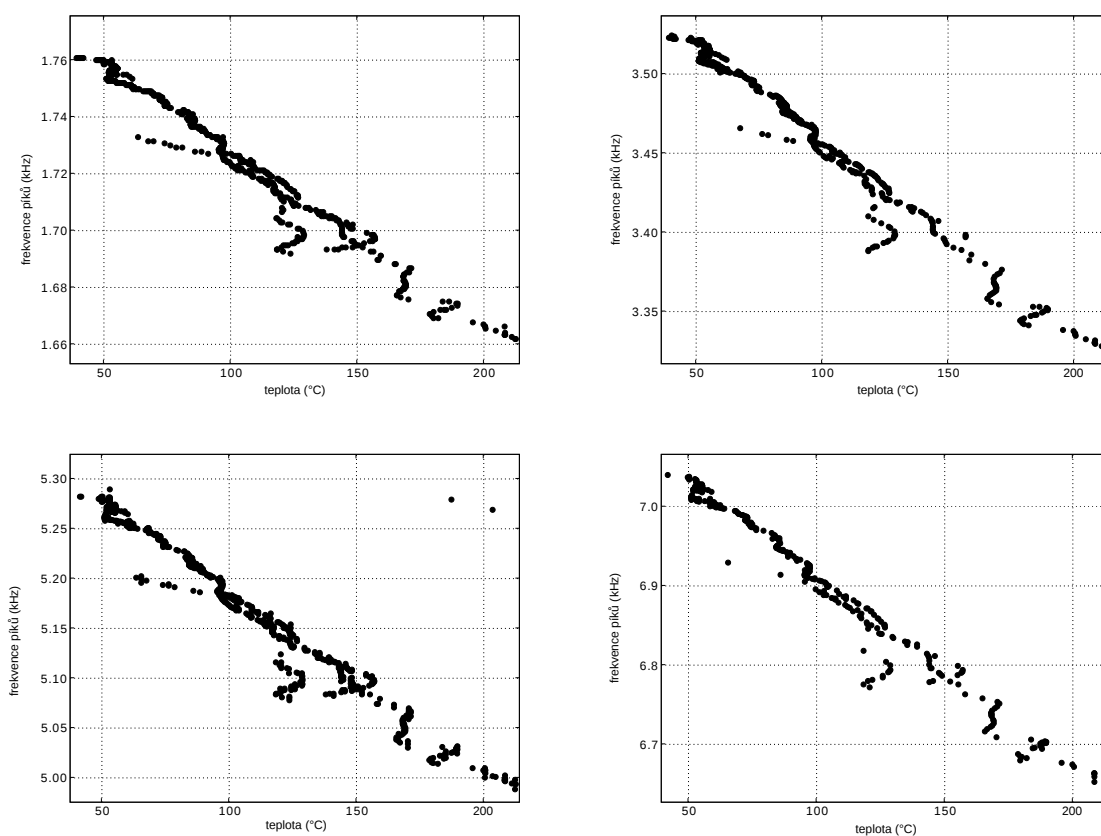 1.76
1.74
1.72
1.70
1.68
1.66
frekvence píků (kHz)
50 100 150 200
teplota (°C)
3.50
3.45
3.40
3.35
frekvence píků (kHz)
50 100 150 200
teplota (°C)
5.30
5.25
5.20
5.15
5.10
5.05
5.00
frekvence píků (kHz)
50 100 150 200
teplota (°C)
7.0
6.9
6.8
6.7
frekvence píků (kHz)
50 100 150 200
teplota (°C)